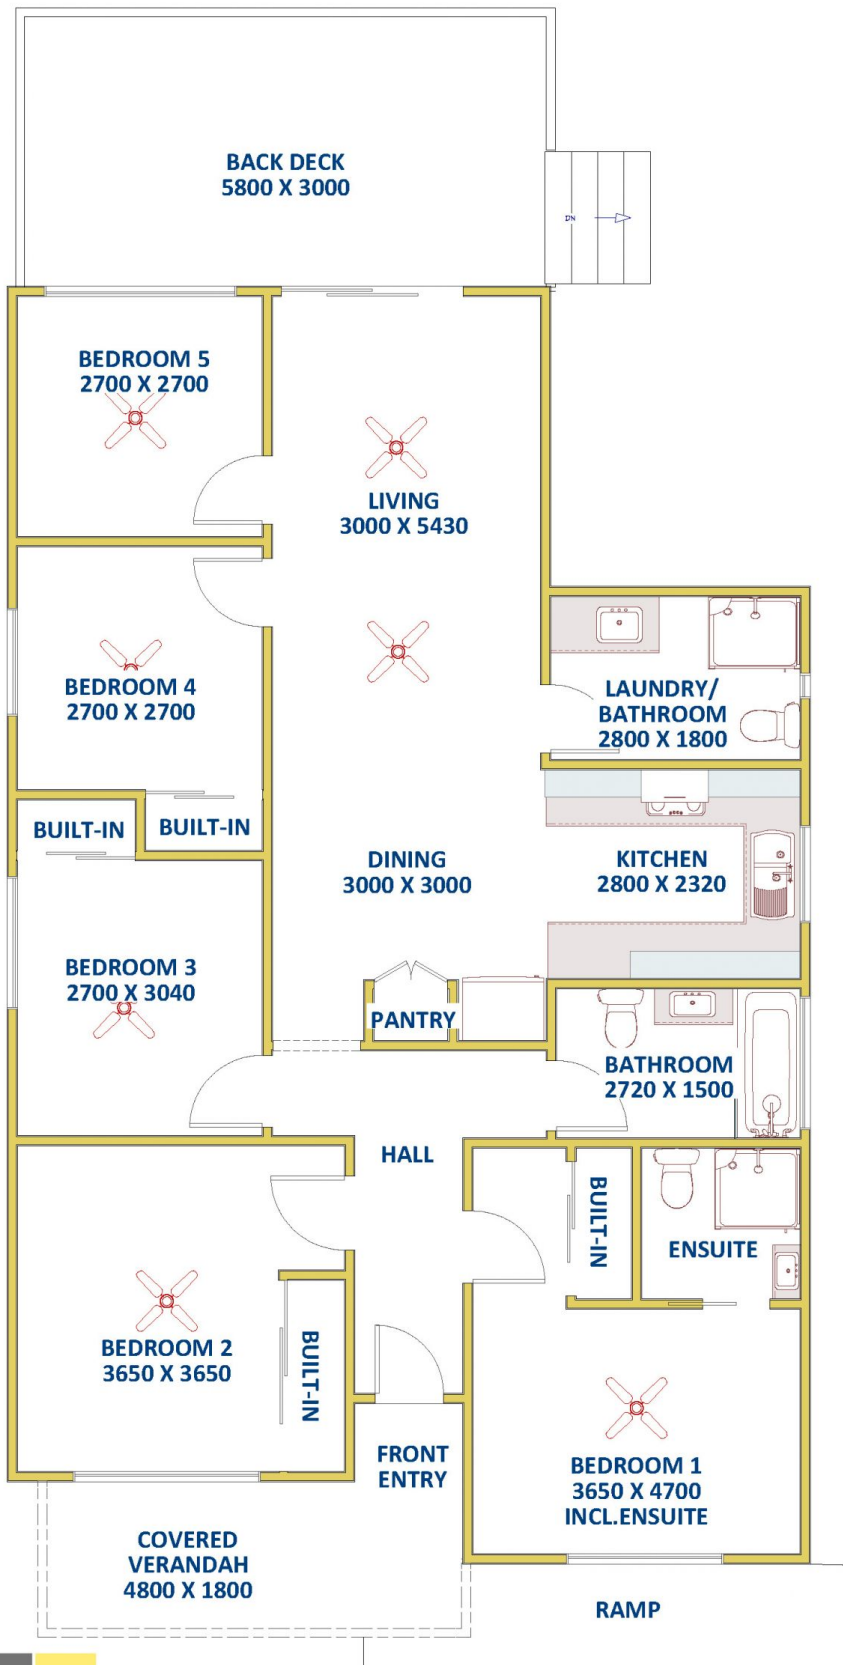 BACK DECK
5800 X 3000
DN
BEDROOM 5
2700 X 2700
LIVING
3000 X 5430
BEDROOM 4
2700 X 2700
LAUNDRY/
BATHROOM
2800 X 1800
BUILT-IN
BUILT-IN
DINING
3000 X 3000
KITCHEN
2800 X 2320
BEDROOM 3
2700 X 3040
PANTRY
BATHROOM
2720 X 1500
HALL
BUILT-IN
ENSUITE
BEDROOM 2
3650 X 3650
BUILT-IN
FRONT
ENTRY
BEDROOM 1
3650 X 4700
INCL.ENSUITE
COVERED
VERANDAH
4800 X 1800
RAMP